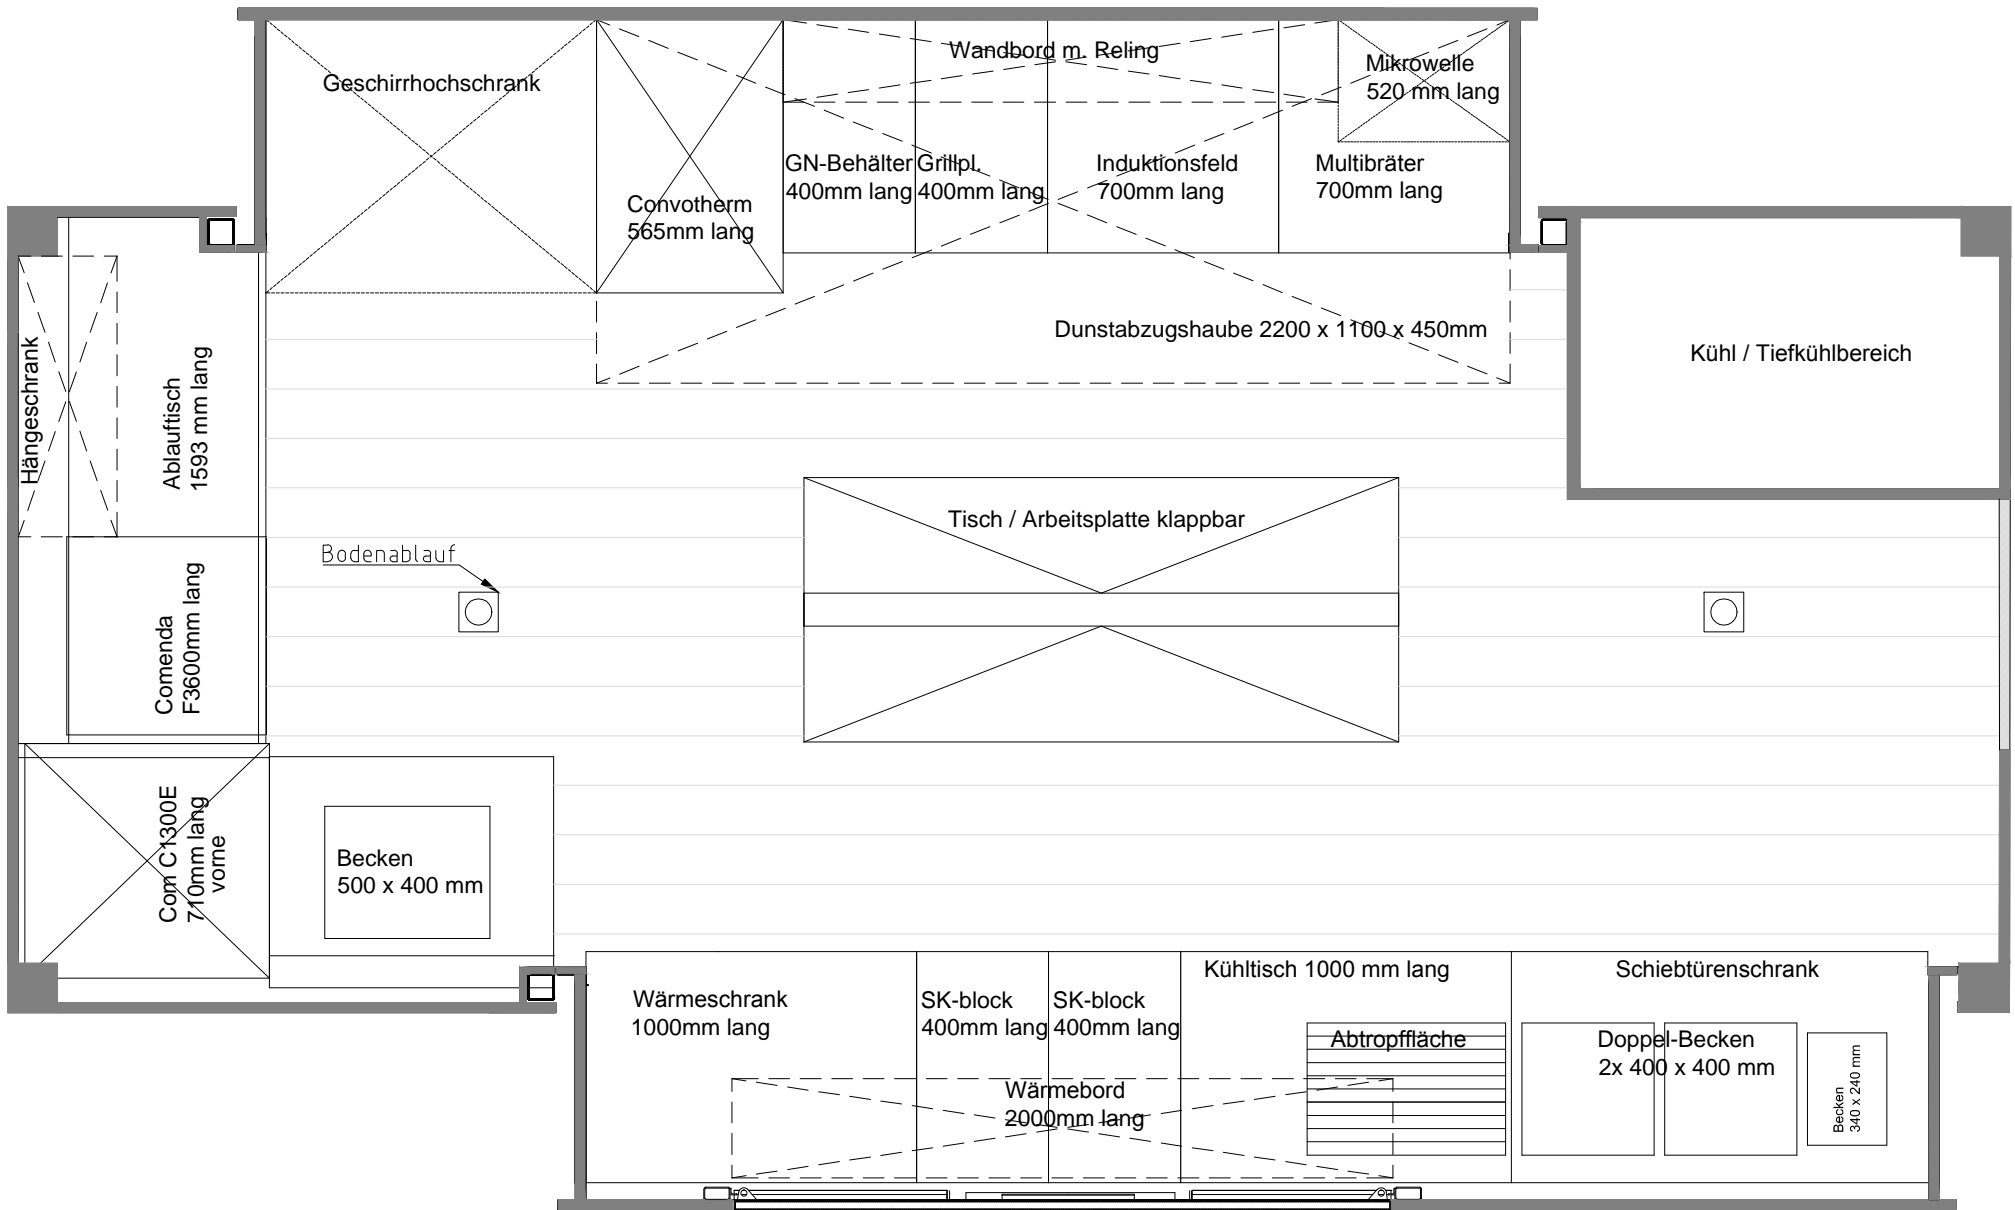 Geschirrhochschrank
Wandbord m. Reling
Mikrowelle
520 mm lang
Convotherm
565mm lang
GN-Behälter
400mm lang
Grillpl.
400mm lang
Induktionsfeld
700mm lang
Multibräter
700mm lang
Dunstabzugshaube 2200 x 1100 x 450mm
Kühl / Tiefkühlbereich
Hängeschrank
Ablauftisch
1593 mm lang
Tisch / Arbeitsplatte klappbar
Bodenablauf
Comenda
F3600mm lang
Com C1300E
710mm lang
vorne
Becken
500 x 400 mm
Wärmeschrank
1000mm lang
SK-block
400mm lang
SK-block
400mm lang
Kühltisch 1000 mm lang
Schiebtürenschrank
Abtropffläche
Doppel-Becken
2x 400 x 400 mm
Becken
340 x 240 mm
Wärmebord
2000mm lang